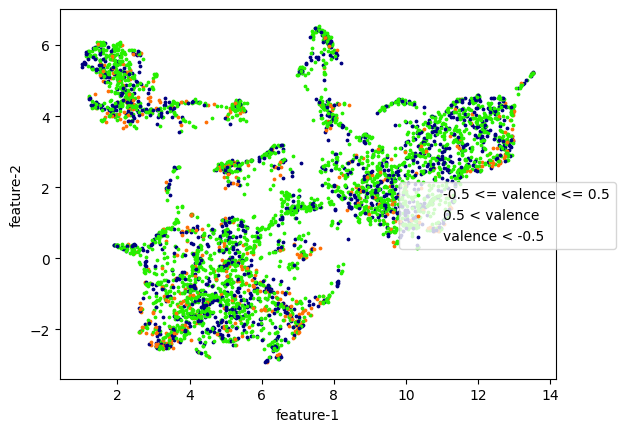 6
4
2
0
−2
feature-2
-0.5 <= valence <= 0.5
0.5 < valence
valence < -0.5
2 4 6 8 10 12 14
feature-1